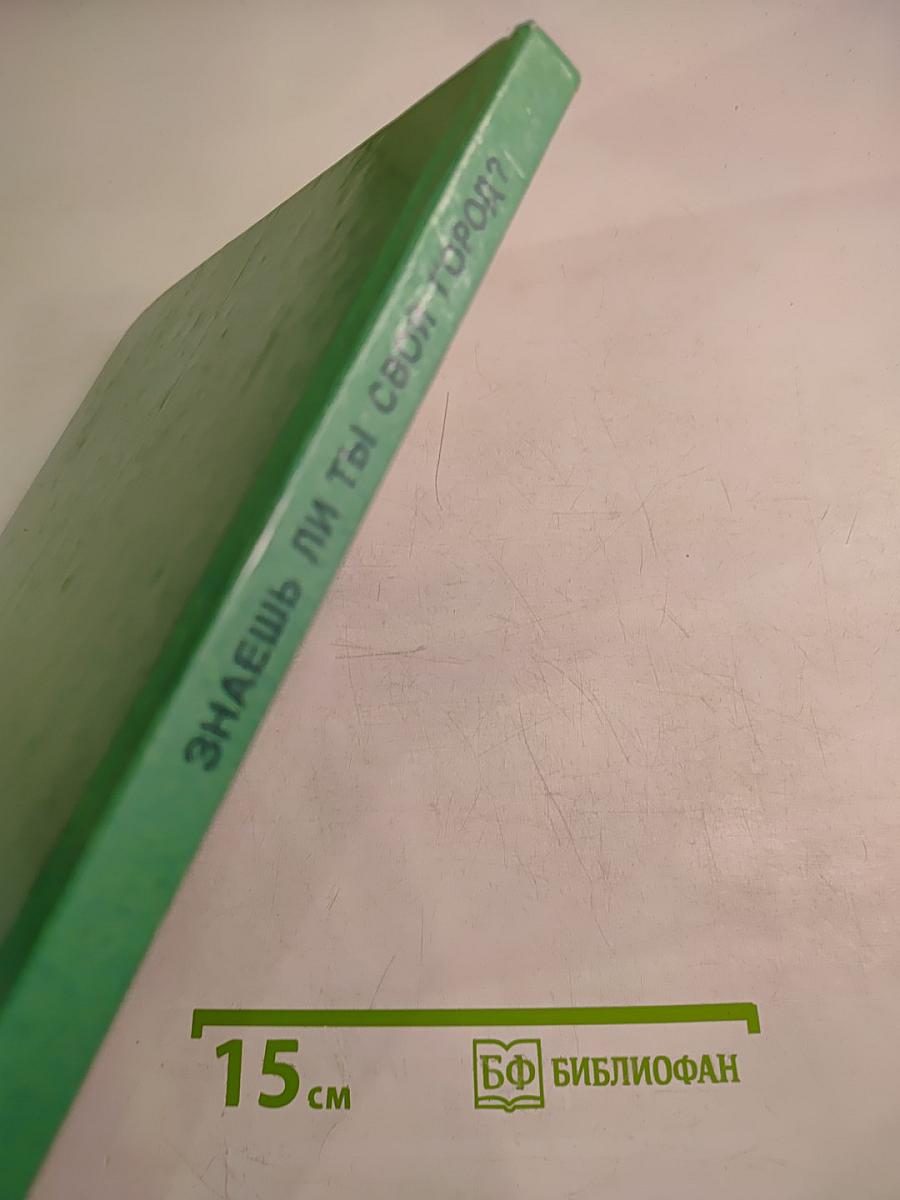 ЗНАЕШЬ ЛИ ТЫ СВОЙ ГОРОД?
15 см
БФ БИБЛИОФАН